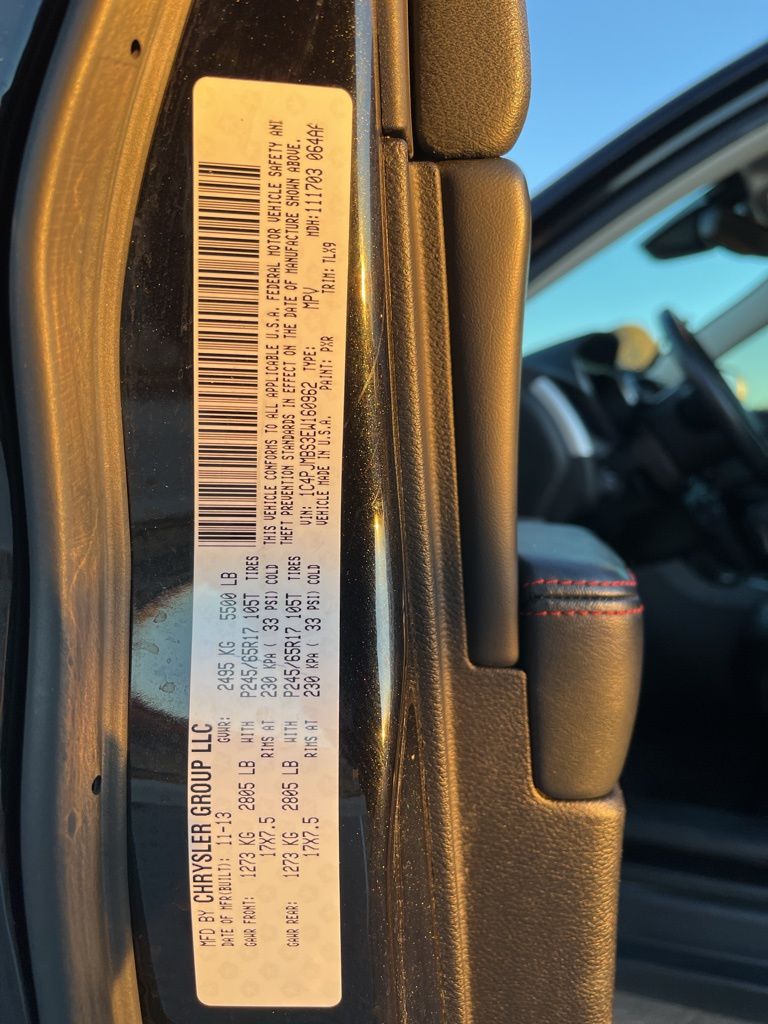 MFD BY CHRYSLER GROUP LLC
DATE OF MFR(BUILT): 11-13 GVWR: 2495 KG 5500 LB
GAWR FRONT: 1273 KG 2805 LB WITH P245/65R17 105T TIRES
17X7.5 RIMS AT 230 KPA ( 33 PSI) COLD
GAWR REAR: 1273 KG 2805 LB WITH P245/65R17 105T TIRES
17X7.5 RIMS AT 230 KPA ( 33 PSI) COLD
THIS VEHICLE CONFORMS TO ALL APPLICABLE U.S.A. FEDERAL MOTOR VEHICLE SAFETY AND
THEFT PREVENTION STANDARDS IN EFFECT ON THE DATE OF MANUFACTURE SHOWN ABOVE.
VIN: 1C4PJMBS3EW160962 TYPE: MPV MDH: 111703 064AF
VEHICLE MADE IN U.S.A. PAINT: PXR TRIM: TLX9